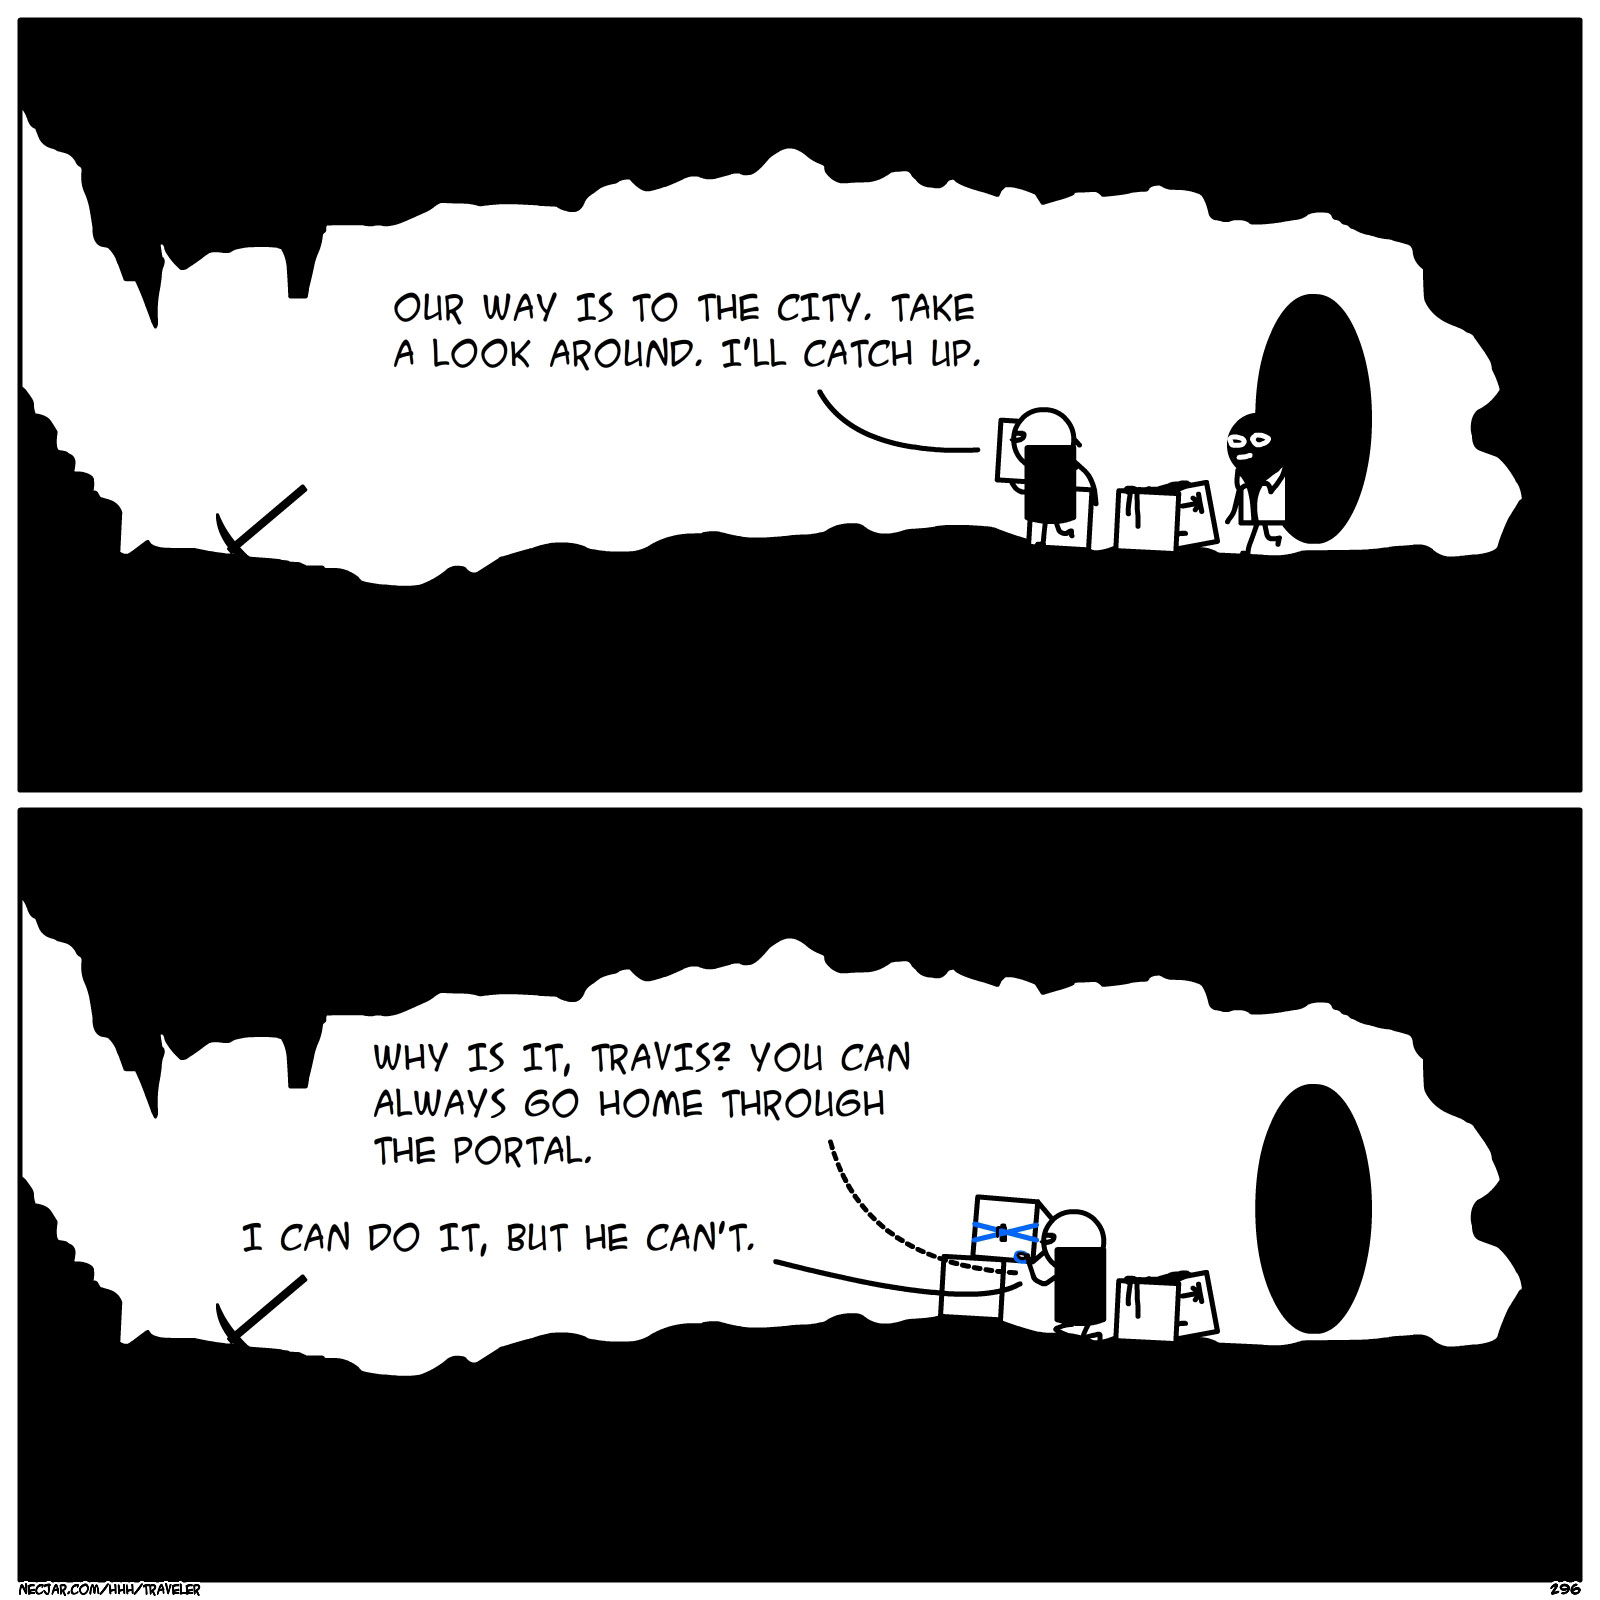 OUR WAY IS TO THE CITY. TAKE
A LOOK AROUND. I'LL CATCH UP.
WHY IS IT, TRAVIS? YOU CAN
ALWAYS GO HOME THROUGH
THE PORTAL.
I CAN DO IT, BUT HE CAN'T.
NECJAR.COM/HHH/TRAVELER
296